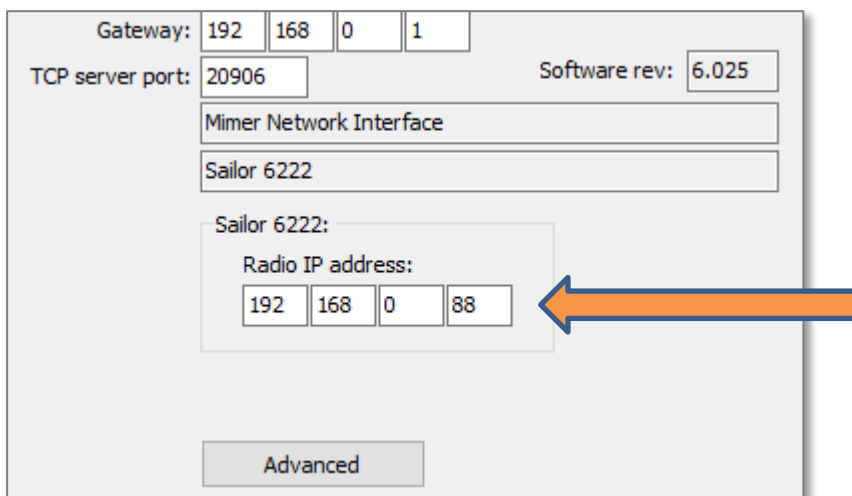 Gateway: 192 168 0 1
TCP server port: 20906 Software rev: 6.025
Mimer Network Interface
Sailor 6222
Sailor 6222:
Radio IP address:
192 168 0 88
Advanced